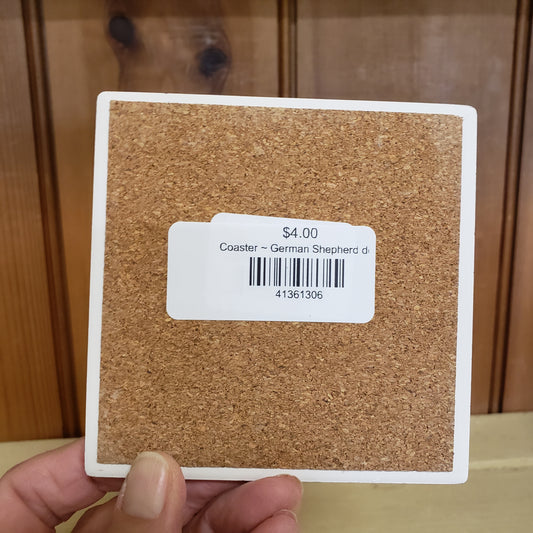 $4.00
Coaster ~ German Shepherd d
41361306